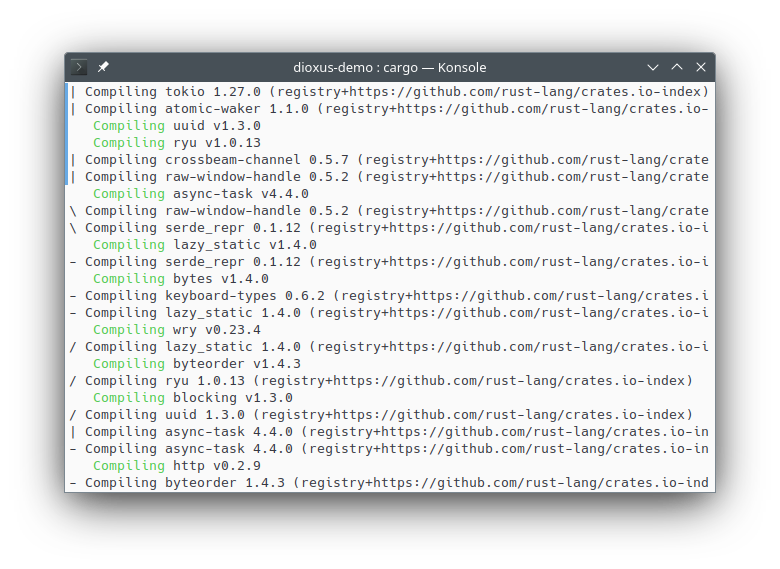 dioxus-demo : cargo — Konsole
| Compiling tokio 1.27.0 (registry+https://github.com/rust-lang/crates.io-index)
| Compiling atomic-waker 1.1.0 (registry+https://github.com/rust-lang/crates.io-
Compiling uuid v1.3.0
Compiling ryu v1.0.13
| Compiling crossbeam-channel 0.5.7 (registry+https://github.com/rust-lang/crate
| Compiling raw-window-handle 0.5.2 (registry+https://github.com/rust-lang/crate
Compiling async-task v4.4.0
\ Compiling raw-window-handle 0.5.2 (registry+https://github.com/rust-lang/crate
\ Compiling serde_repr 0.1.12 (registry+https://github.com/rust-lang/crates.io-i
Compiling lazy_static v1.4.0
- Compiling serde_repr 0.1.12 (registry+https://github.com/rust-lang/crates.io-i
Compiling bytes v1.4.0
- Compiling keyboard-types 0.6.2 (registry+https://github.com/rust-lang/crates.i
- Compiling lazy_static 1.4.0 (registry+https://github.com/rust-lang/crates.io-i
Compiling wry v0.23.4
/ Compiling lazy_static 1.4.0 (registry+https://github.com/rust-lang/crates.io-i
Compiling byteorder v1.4.3
/ Compiling ryu 1.0.13 (registry+https://github.com/rust-lang/crates.io-index)
Compiling blocking v1.3.0
/ Compiling uuid 1.3.0 (registry+https://github.com/rust-lang/crates.io-index)
| Compiling async-task 4.4.0 (registry+https://github.com/rust-lang/crates.io-in
- Compiling async-task 4.4.0 (registry+https://github.com/rust-lang/crates.io-in
Compiling http v0.2.9
- Compiling byteorder 1.4.3 (registry+https://github.com/rust-lang/crates.io-ind